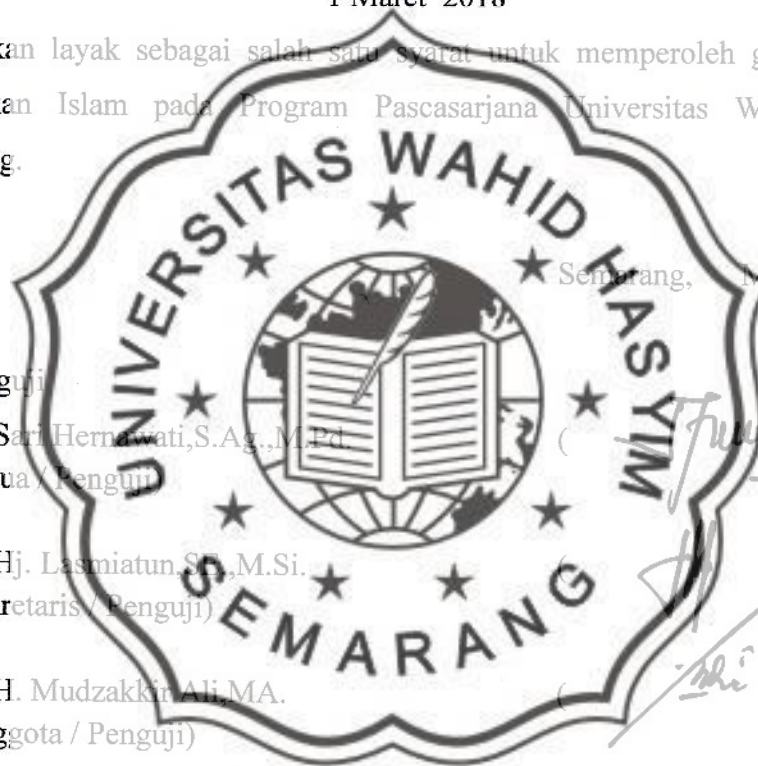 1 Maret 2018
kan layak sebagai salah satu syarat untuk memperoleh g
kan Islam pada Program Pascasarjana Universitas W
g.
UNIVERSITAS WAHID HASYIM
SEMARANG
Semarang, M
guji
Sari Hernawati,S.Ag.,M.Pd. (
ua / Penguji
Hj. Lasmiatun,SE.,M.Si. (
retaris / Penguji)
H. Mudzakkir Ali,MA. (
ggota / Penguji)